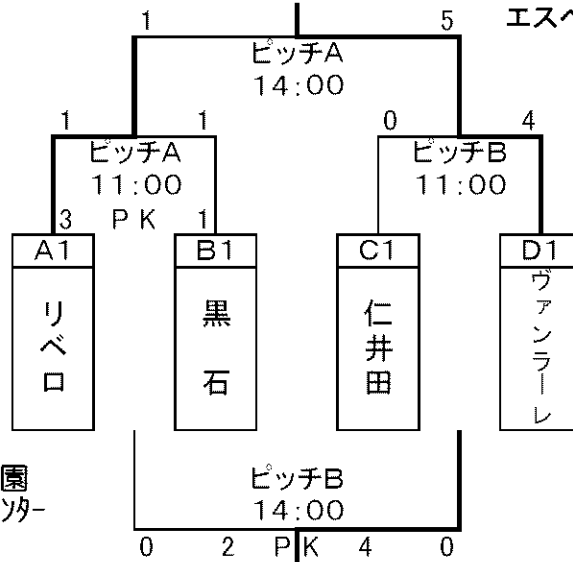 1 5 エスペ
ピッチA
14:00
1 1 0 4
ピッチA ピッチB
11:00 11:00
3 PK 1
A1 B1 C1 D1
リベロ 黒石 仁井田 ヴァンラーレ
園 ピッチB
ンター 14:00
0 2 PK 4 0